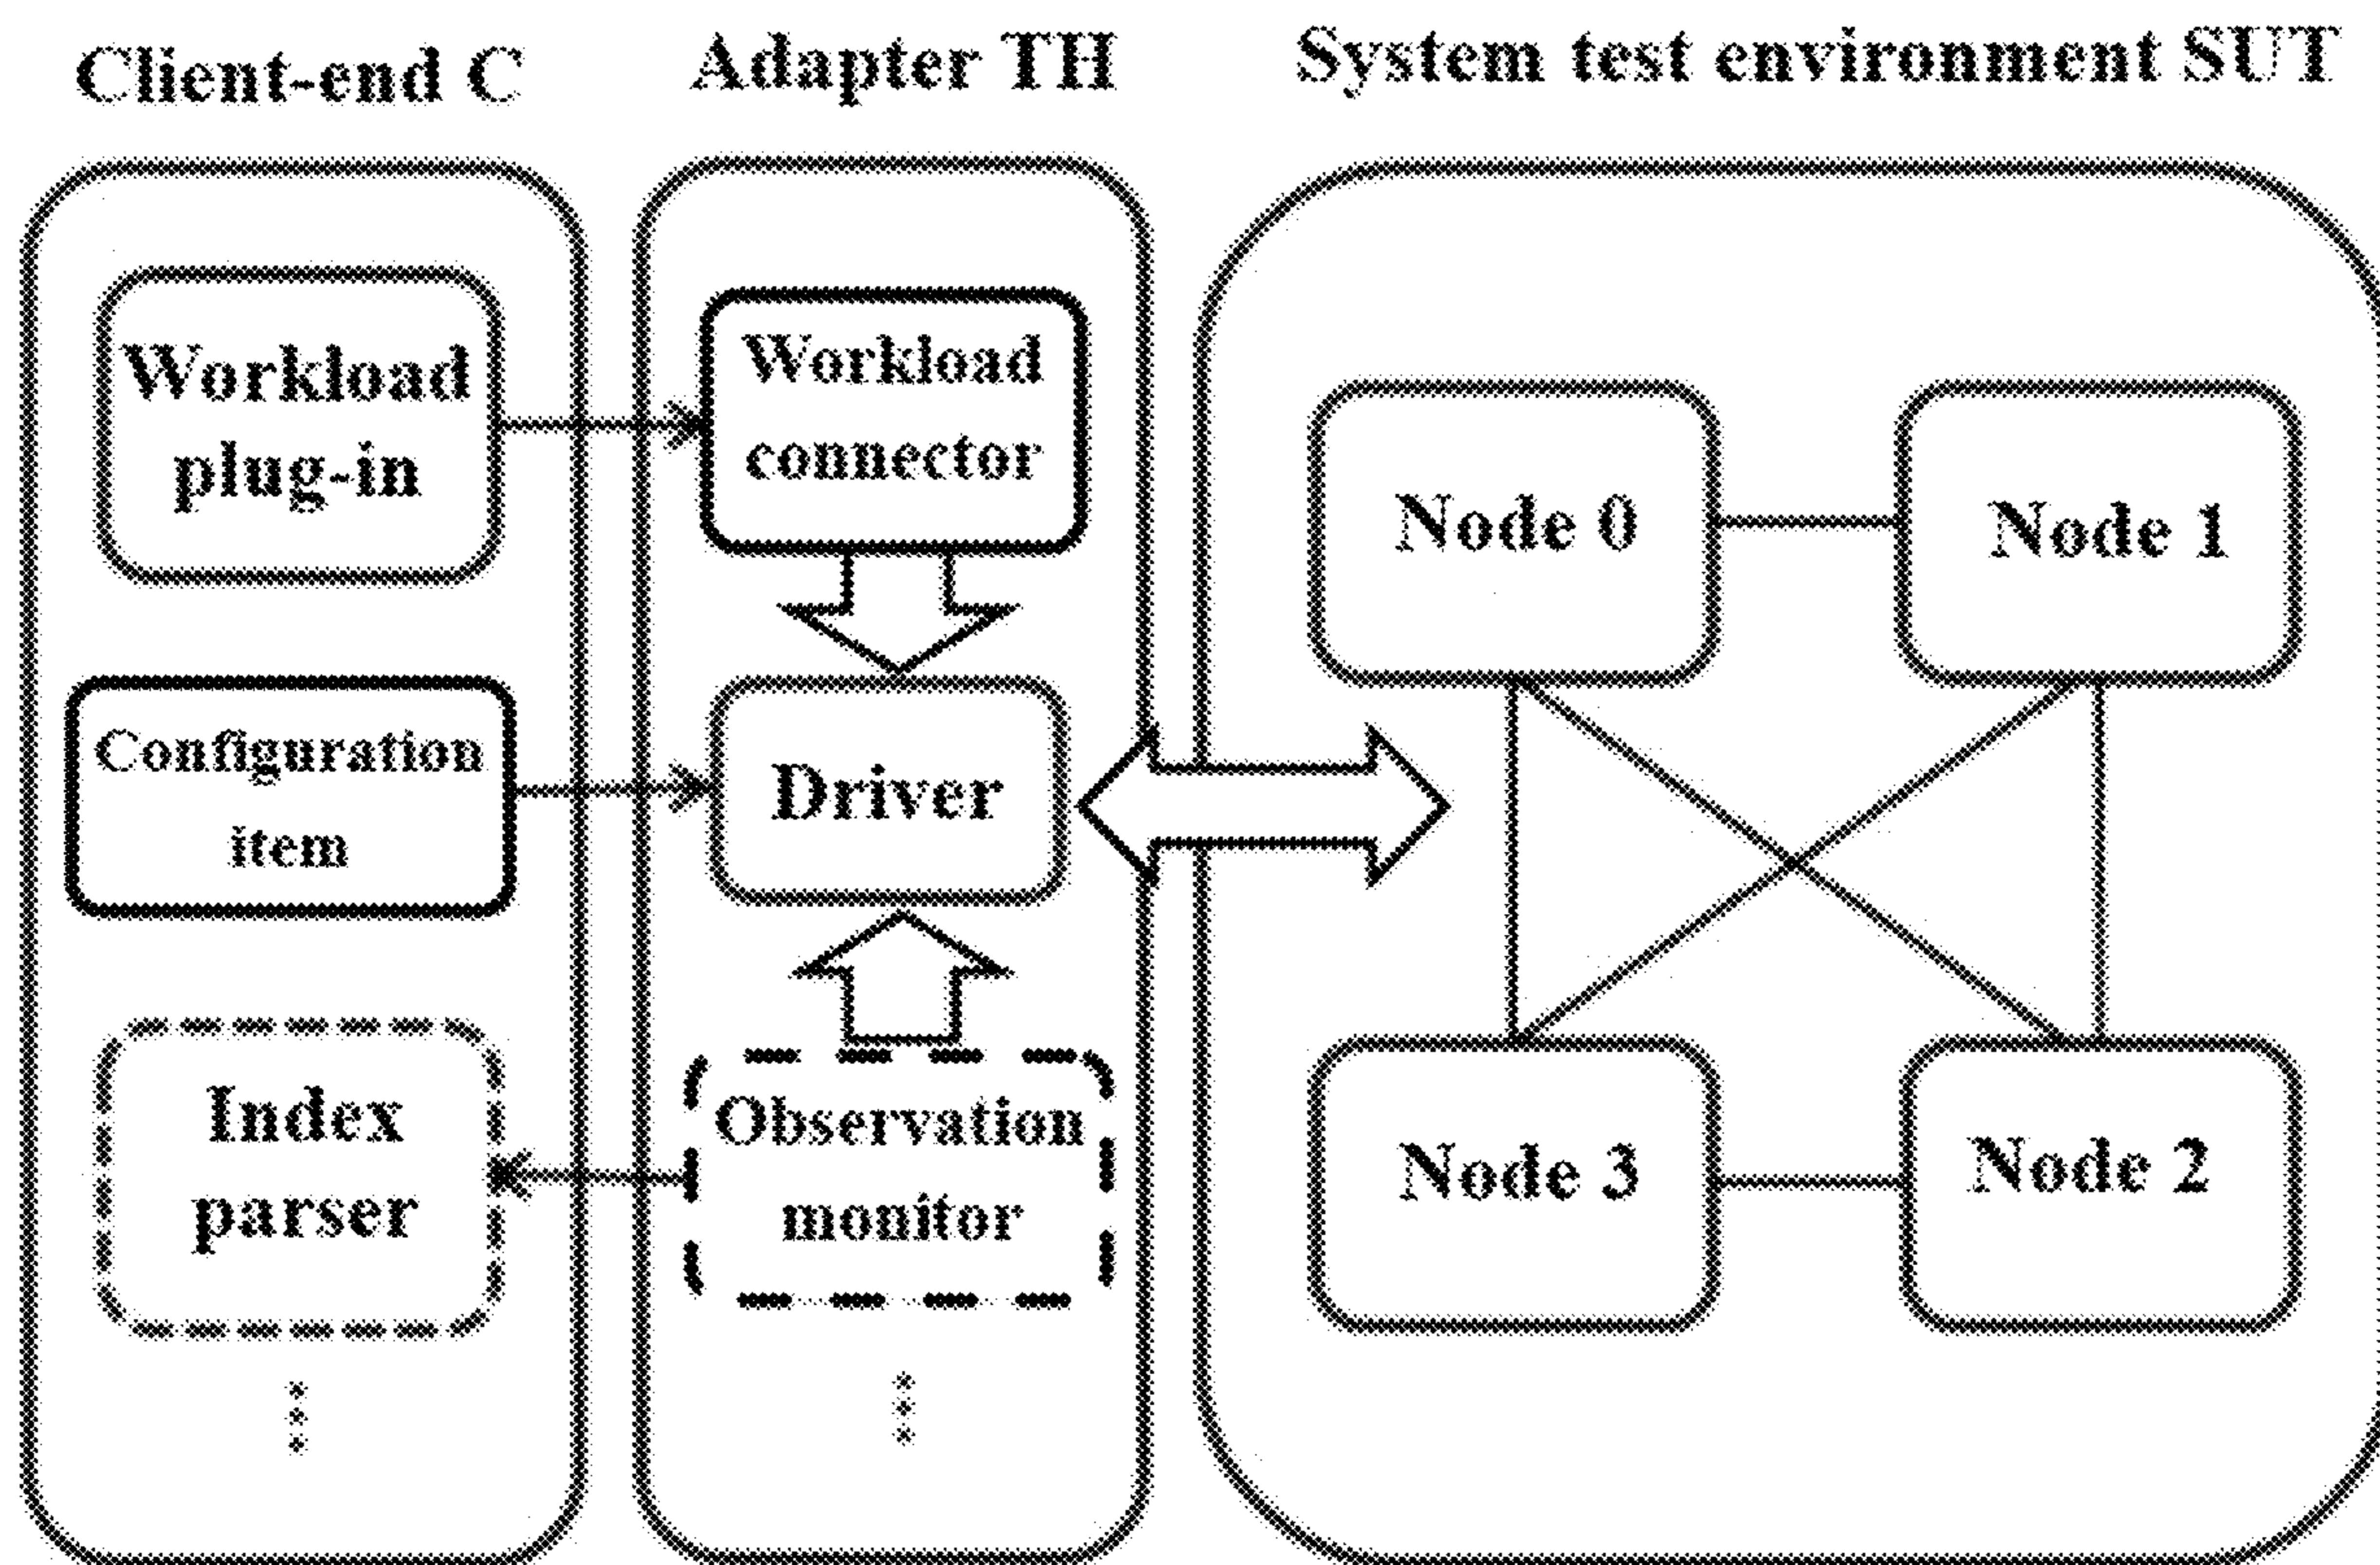 Client-end C
Adapter TH
System test environment SUT
Workload
plug-in
Configuration
item
Index
parser
Workload
connector
Driver
Observation
monitor
Node 0
Node 1
Node 3
Node 2